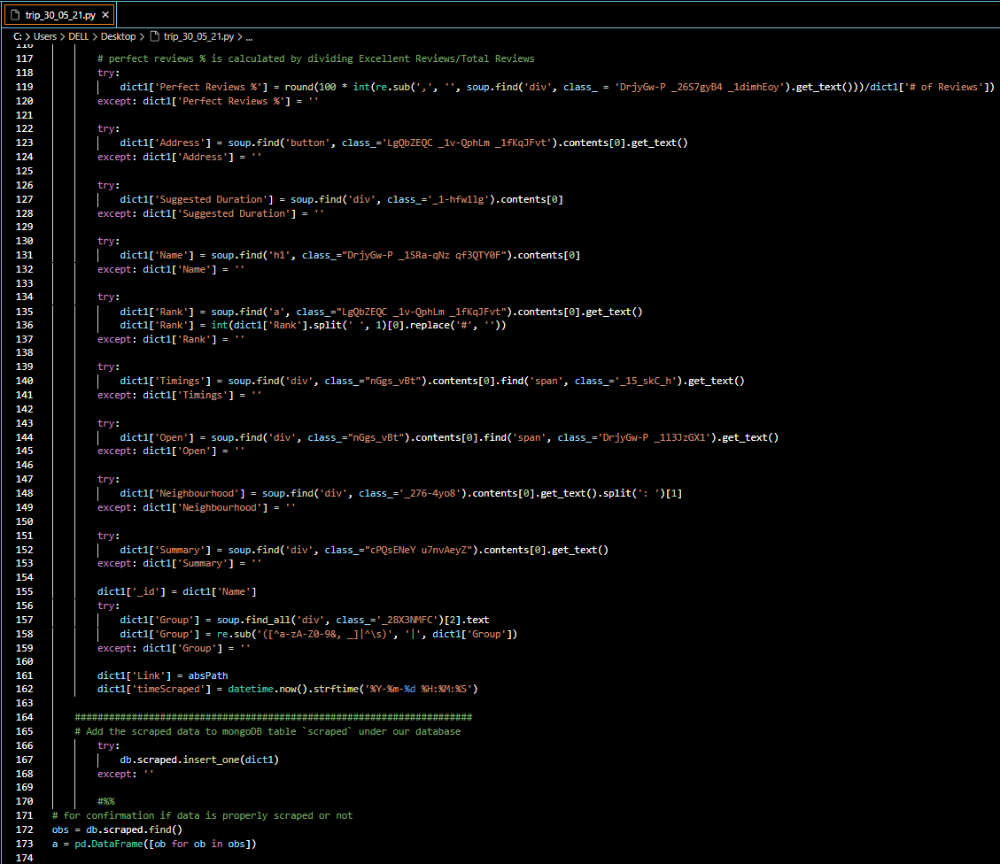 trip_30_05_21.py ×
C: > Users > DELL > Desktop > trip_30_05_21.py > ...
116
117 # perfect reviews % is calculated by dividing Excellent Reviews/Total Reviews
118 try:
119 dict1['Perfect Reviews %'] = round(100 * int(re.sub(',', '', soup.find('div', class_ = 'DrjyGw-P _26S7gyB4 _1dimhEoy').get_text()))/dict1['# of Reviews'])
120 except: dict1['Perfect Reviews %'] = ''
121
122 try:
123 dict1['Address'] = soup.find('button', class_='LgQbZEQC _1v-QphLm _1fKqJFvt').contents[0].get_text()
124 except: dict1['Address'] = ''
125
126 try:
127 dict1['Suggested Duration'] = soup.find('div', class_='_1-hfw1lg').contents[0]
128 except: dict1['Suggested Duration'] = ''
129
130 try:
131 dict1['Name'] = soup.find('h1', class_="DrjyGw-P _1SRa-qNz qf3QTY0F").contents[0]
132 except: dict1['Name'] = ''
133
134 try:
135 dict1['Rank'] = soup.find('a', class_="LgQbZEQC _1v-QphLm _1fKqJFvt").contents[0].get_text()
136 dict1['Rank'] = int(dict1['Rank'].split(' ', 1)[0].replace('#', ''))
137 except: dict1['Rank'] = ''
138
139 try:
140 dict1['Timings'] = soup.find('div', class_="nGgs_vBt").contents[0].find('span', class_='_15_skC_h').get_text()
141 except: dict1['Timings'] = ''
142
143 try:
144 dict1['Open'] = soup.find('div', class_="nGgs_vBt").contents[0].find('span', class_='DrjyGw-P _1l3JzGX1').get_text()
145 except: dict1['Open'] = ''
146
147 try:
148 dict1['Neighbourhood'] = soup.find('div', class_='_276-4yo8').contents[0].get_text().split(': ')[1]
149 except: dict1['Neighbourhood'] = ''
150
151 try:
152 dict1['Summary'] = soup.find('div', class_="cPQsENeY u7nvAeyZ").contents[0].get_text()
153 except: dict1['Summary'] = ''
154
155 dict1['_id'] = dict1['Name']
156 try:
157 dict1['Group'] = soup.find_all('div', class_='_28X3NMFC')[2].text
158 dict1['Group'] = re.sub('([^a-zA-Z0-9&, _]|^\s)', '|', dict1['Group'])
159 except: dict1['Group'] = ''
160
161 dict1['Link'] = absPath
162 dict1['timeScraped'] = datetime.now().strftime('%Y-%m-%d %H:%M:%S')
163
164 ######################################################################
165 # Add the scraped data to mongoDB table `scraped` under our database
166 try:
167 db.scraped.insert_one(dict1)
168 except: ''
169
170 #%%
171 # for confirmation if data is properly scraped or not
172 obs = db.scraped.find()
173 a = pd.DataFrame([ob for ob in obs])
174